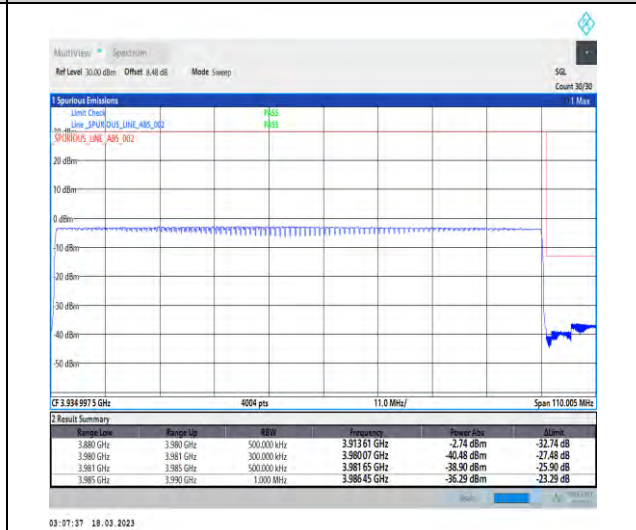 MultiView Spectrum
Ref Level 30.00 dBm Offset 8.48 dB Mode Sweep SGL
Count 30/30
1 Spurious Emissions 1 Max
Limit Check PASS
Line _SPURIOUS_LINE_ABS_002 PASS
_SPURIOUS_LINE_ABS_002
20 dBm
10 dBm
0 dBm
-10 dBm
-20 dBm
-30 dBm
-40 dBm
-50 dBm
CF 3.934 997 5 GHz 4004 pts 11.0 MHz/ Span 110.005 MHz
2 Result Summary
Range Low Range Up RBW Frequency Power Abs ΔLimit
3.880 GHz 3.980 GHz 500.000 kHz 3.913 61 GHz -2.74 dBm -32.74 dB
3.980 GHz 3.981 GHz 300.000 kHz 3.980 07 GHz -40.48 dBm -27.48 dB
3.981 GHz 3.985 GHz 500.000 kHz 3.981 65 GHz -38.90 dBm -25.90 dB
3.985 GHz 3.990 GHz 1.000 MHz 3.986 45 GHz -36.29 dBm -23.29 dB
03:07:37 18.03.2023